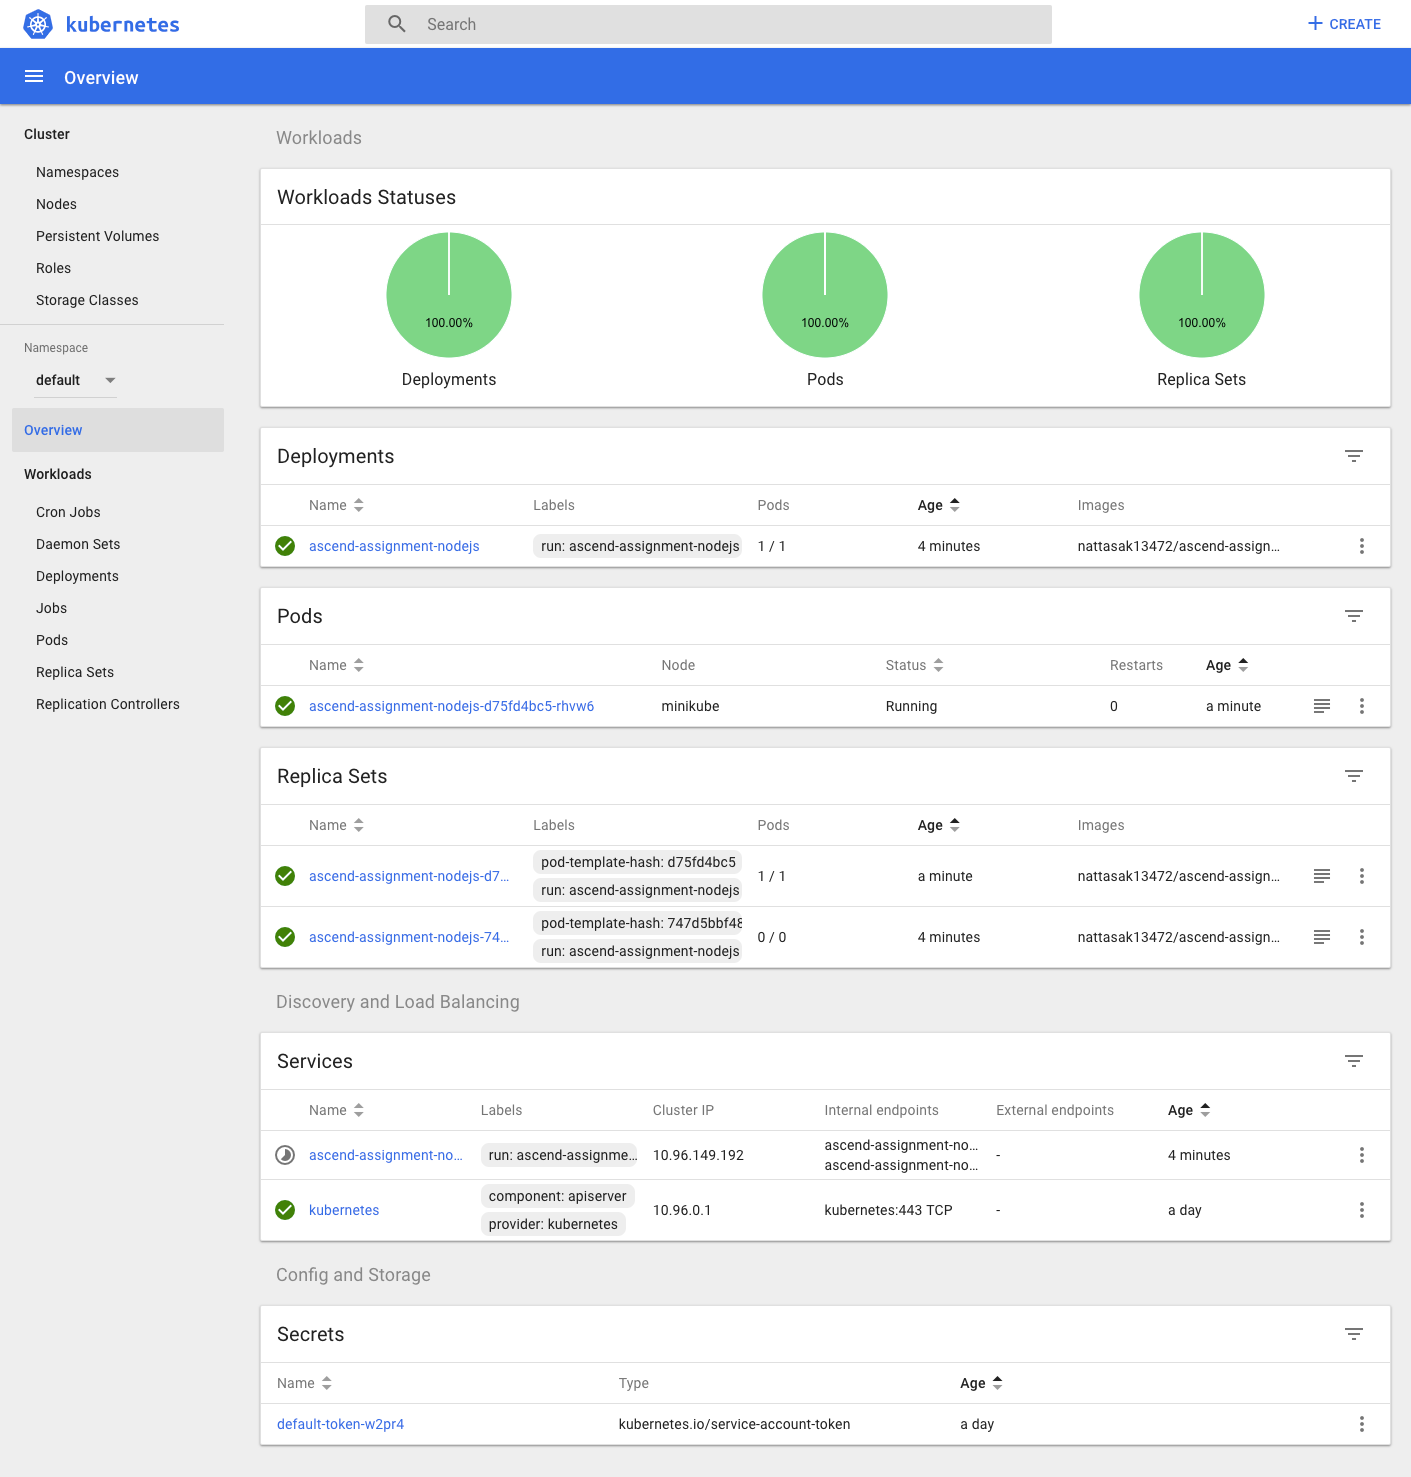 kubernetes
Search
CREATE
Overview
Cluster
Namespaces
Nodes
Persistent Volumes
Roles
Storage Classes
Namespace
default
Overview
Workloads
Cron Jobs
Daemon Sets
Deployments
Jobs
Pods
Replica Sets
Replication Controllers
Workloads
Workloads Statuses
100.00% 100.00% 100.00%
Deployments Pods Replica Sets
Deployments
Name Labels Pods Age Images
ascend-assignment-nodejs run: ascend-assignment-nodejs 1 / 1 4 minutes nattasak13472/ascend-assign...
Pods
Name Node Status Restarts Age
ascend-assignment-nodejs-d75fd4bc5-rhvw6 minikube Running 0 a minute
Replica Sets
Name Labels Pods Age Images
pod-template-hash: d75fd4bc5
ascend-assignment-nodejs-d7... 1 / 1 a minute nattasak13472/ascend-assign...
run: ascend-assignment-nodejs
pod-template-hash: 747d5bbf48
ascend-assignment-nodejs-74... 0 / 0 4 minutes nattasak13472/ascend-assign...
run: ascend-assignment-nodejs
Discovery and Load Balancing
Services
Name Labels Cluster IP Internal endpoints External endpoints Age
ascend-assignment-no...
ascend-assignment-no... run: ascend-assignme... 10.96.149.192 - 4 minutes
ascend-assignment-no...
component: apiserver
kubernetes 10.96.0.1 kubernetes:443 TCP - a day
provider: kubernetes
Config and Storage
Secrets
Name Type Age
default-token-w2pr4 kubernetes.io/service-account-token a day